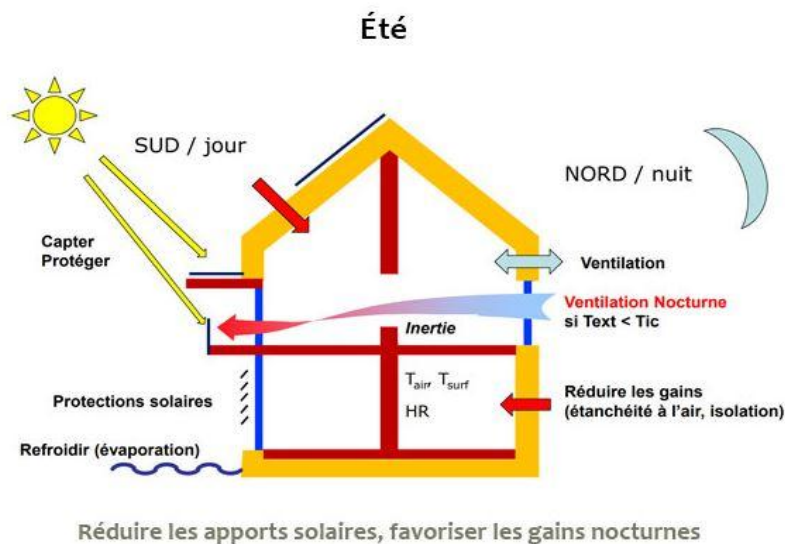 Été
SUD / jour
NORD / nuit
Capter
Protéger
Ventilation
Ventilation Nocturne
si Text < Tic
Inertie
Tair, Tsurf
HR
Protections solaires
Réduire les gains
(étanchéité à l'air, isolation)
Refroidir (évaporation)
Réduire les apports solaires, favoriser les gains nocturnes